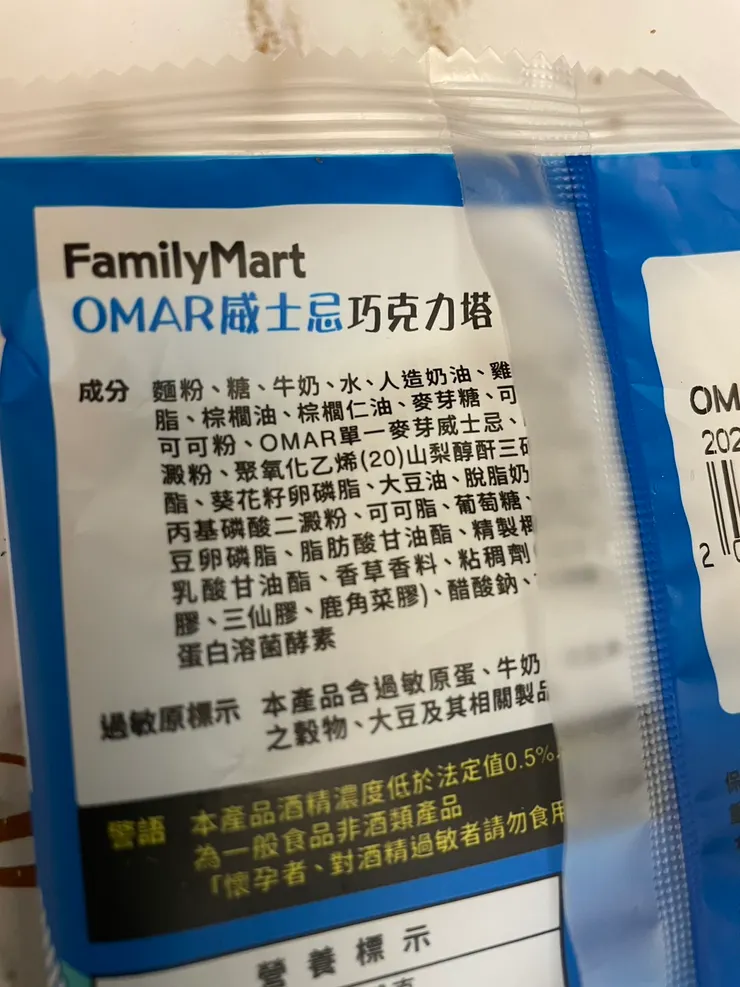 FamilyMart
OMAR威士忌巧克力塔
成分 麵粉、糖、牛奶、水、人造奶油、雞
脂、棕櫚油、棕櫚仁油、麥芽糖、可
可可粉、OMAR單一麥芽威士忌、
澱粉、聚氧化乙烯(20)山梨醇酐三硬
酯、葵花籽卵磷脂、大豆油、脫脂奶
丙基磷酸二澱粉、可可脂、葡萄糖、
豆卵磷脂、脂肪酸甘油酯、精製椰
乳酸甘油酯、香草香料、粘稠劑(
膠、三仙膠、鹿角菜膠)、醋酸鈉、
蛋白溶菌酵素
過敏原標示 本產品含過敏原蛋、牛奶
之穀物、大豆及其相關製品
警語 本產品酒精濃度低於法定值0.5%
為一般食品非酒類產品
「懷孕者、對酒精過敏者請勿食用
營養標示
OM
202
2